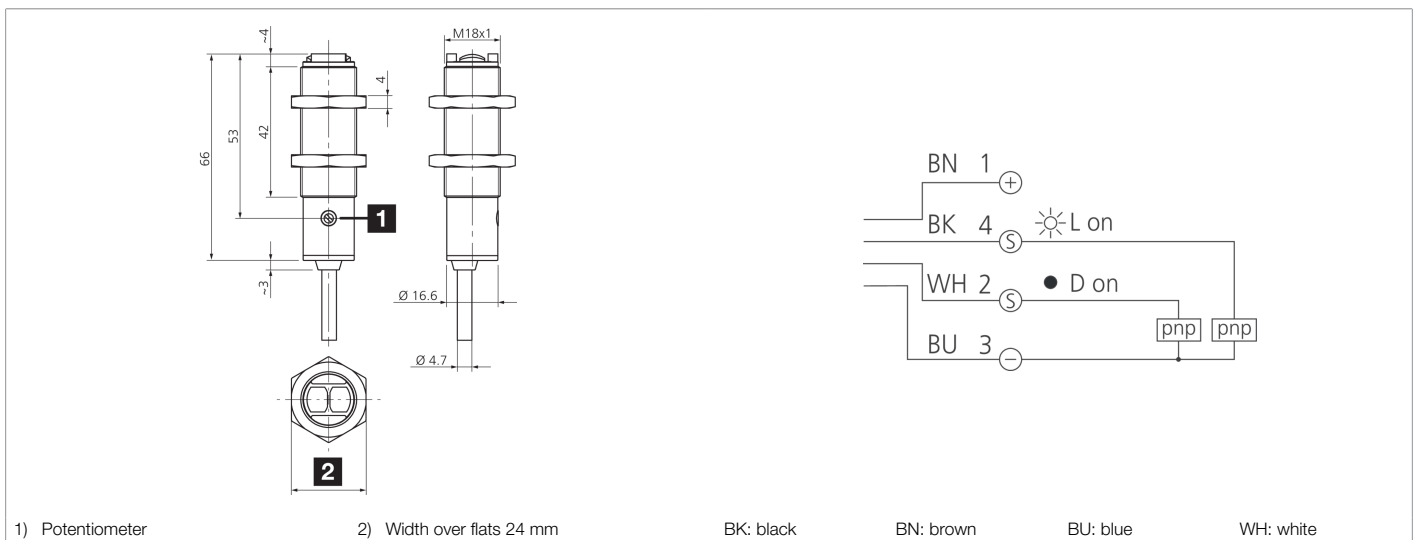 ~4
M18x1
4
66
53
42
1
~3
Ø 16.6
Ø 4.7
2
BN 1 +
BK 4 S L on
WH 2 S D on
pnp pnp
BU 3 −
1) Potentiometer 2) Width over flats 24 mm BK: black BN: brown BU: blue WH: white